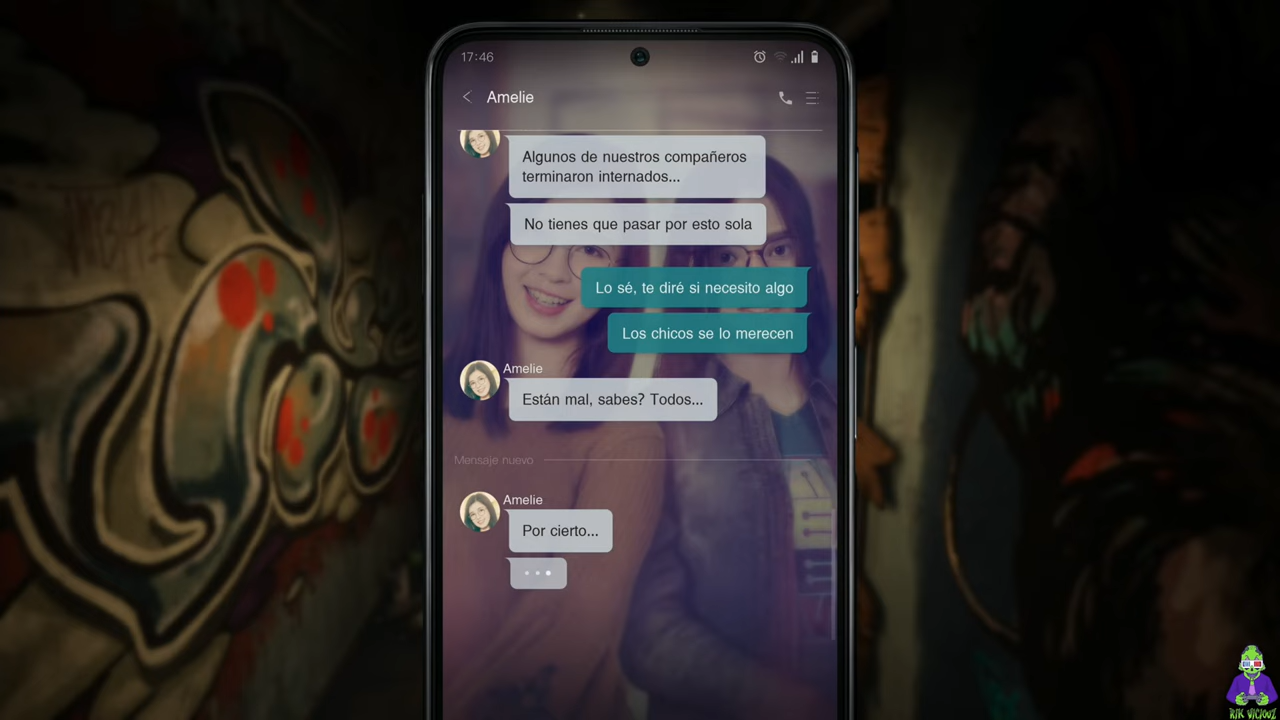 17:46
Amelie
Algunos de nuestros compañeros
terminaron internados...
No tienes que pasar por esto sola
Lo sé, te diré si necesito algo
Los chicos se lo merecen
Amelie
Están mal, sabes? Todos...
Mensaje nuevo
Amelie
Por cierto...
RIK VICIOUZ